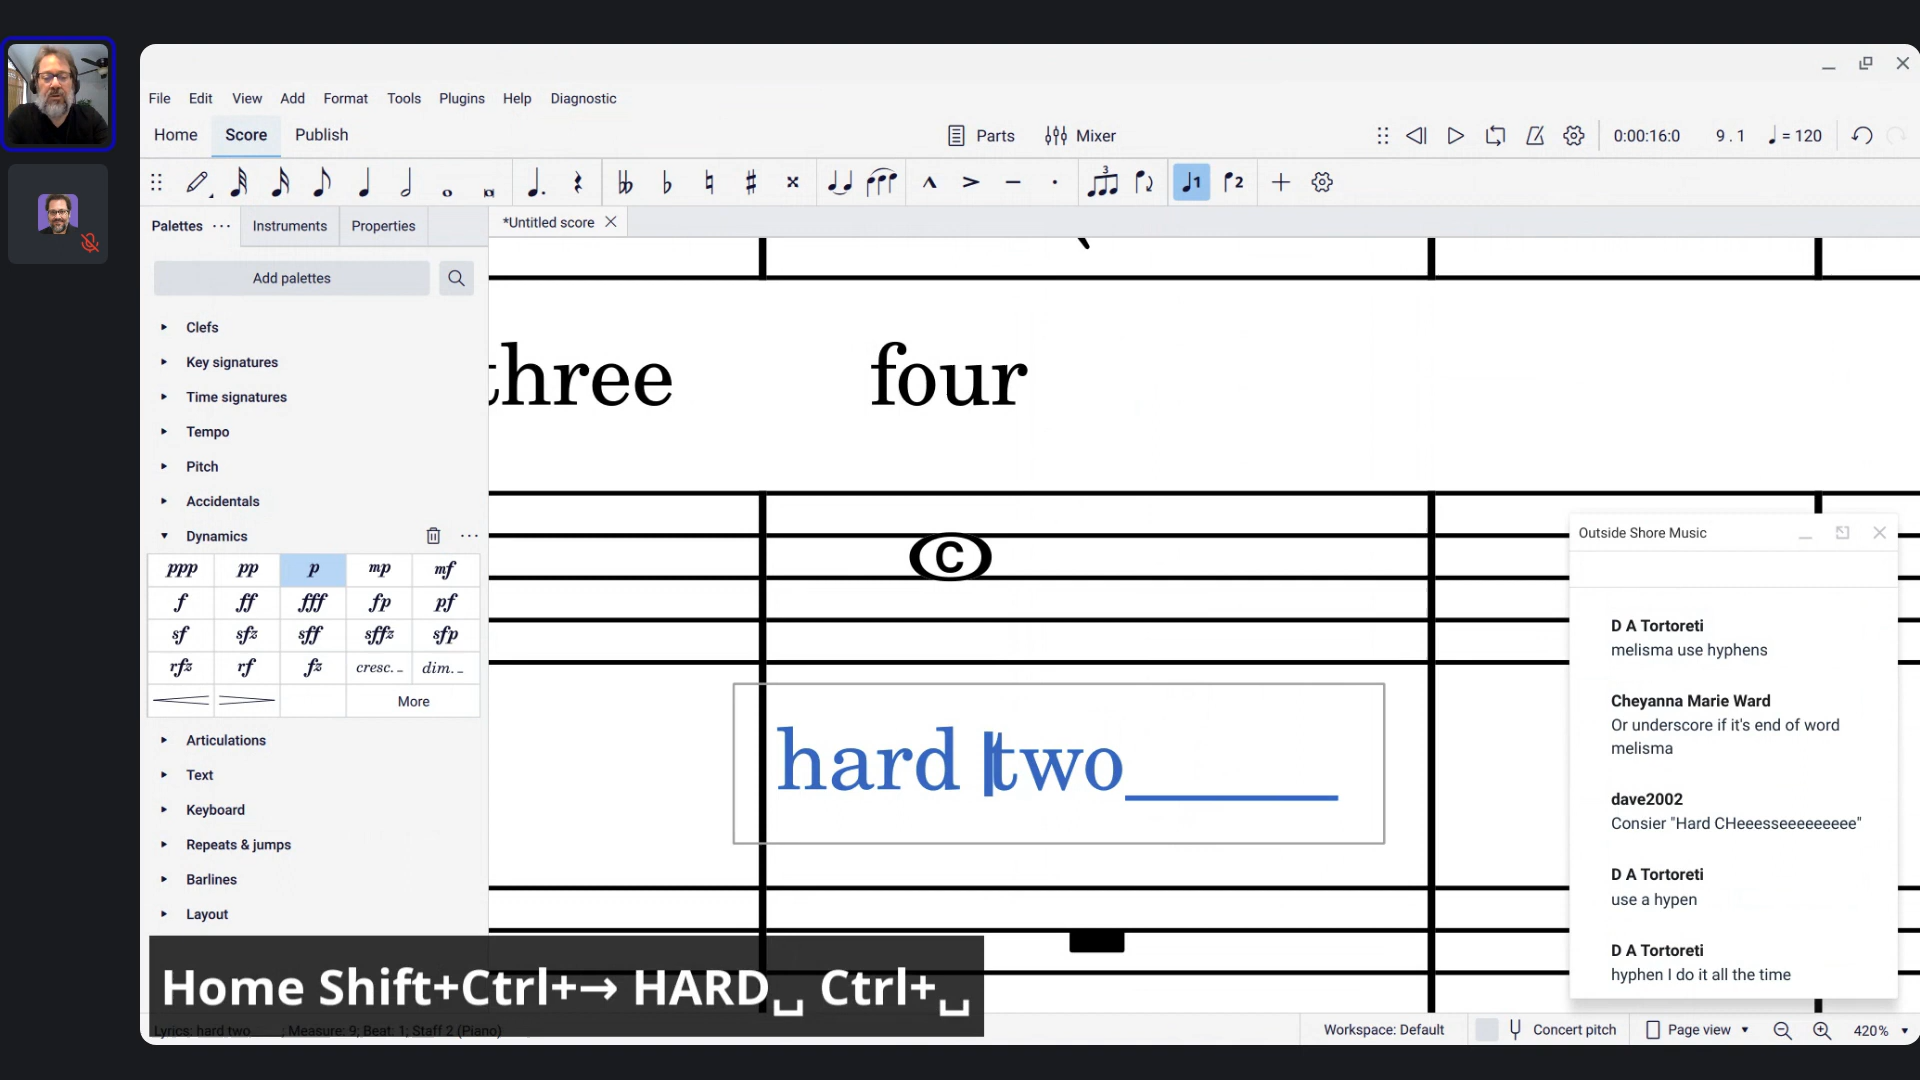 File Edit View Add Format Tools Plugins Help Diagnostic
Home Score Publish
Parts Mixer
0:00:16:0 9 . 1 = 120
3
1 2
Palettes Instruments Properties
*Untitled score
Add palettes
Clefs
Key signatures
Time signatures
Tempo
Pitch
Accidentals
Dynamics
ppp pp p mp mf
f ff fff fp pf
sf sfz sff sffz sfp
rfz rf fz cresc. _ dim. _
More
Articulations
Text
Keyboard
Repeats & jumps
Barlines
Layout
three four
C
hard two______
Outside Shore Music
D A Tortoreti
melisma use hyphens
Cheyanna Marie Ward
Or underscore if it's end of word
melisma
dave2002
Consier "Hard CHeeesseeeeeeeee"
D A Tortoreti
use a hypen
D A Tortoreti
hyphen I do it all the time
Home Shift+Ctrl+→ HARD␣ Ctrl+␣
Lyrics: hard two____; Measure: 9; Beat: 1; Staff 2 (Piano)
Workspace: Default Concert pitch Page view 420%